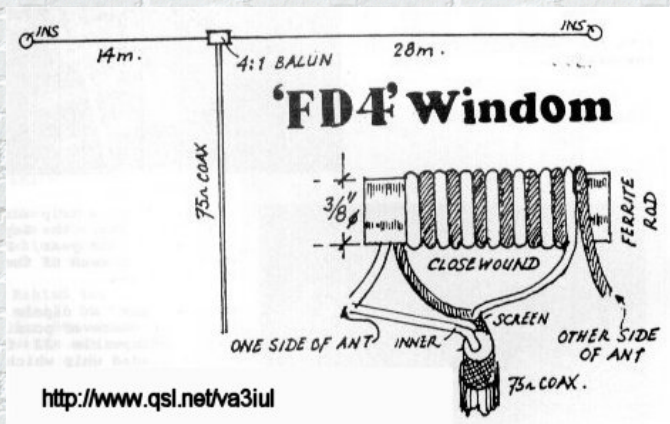 INS
INS
14m.
28m.
4:1 BALUN
'FD4' Windom
75Ω COAX
3/8" ø
FERRITE ROD
CLOSEWOUND
SCREEN
ONE SIDE OF ANT
INNER
OTHER SIDE
OF ANT
75Ω COAX.
http://www.qsl.net/va3iul